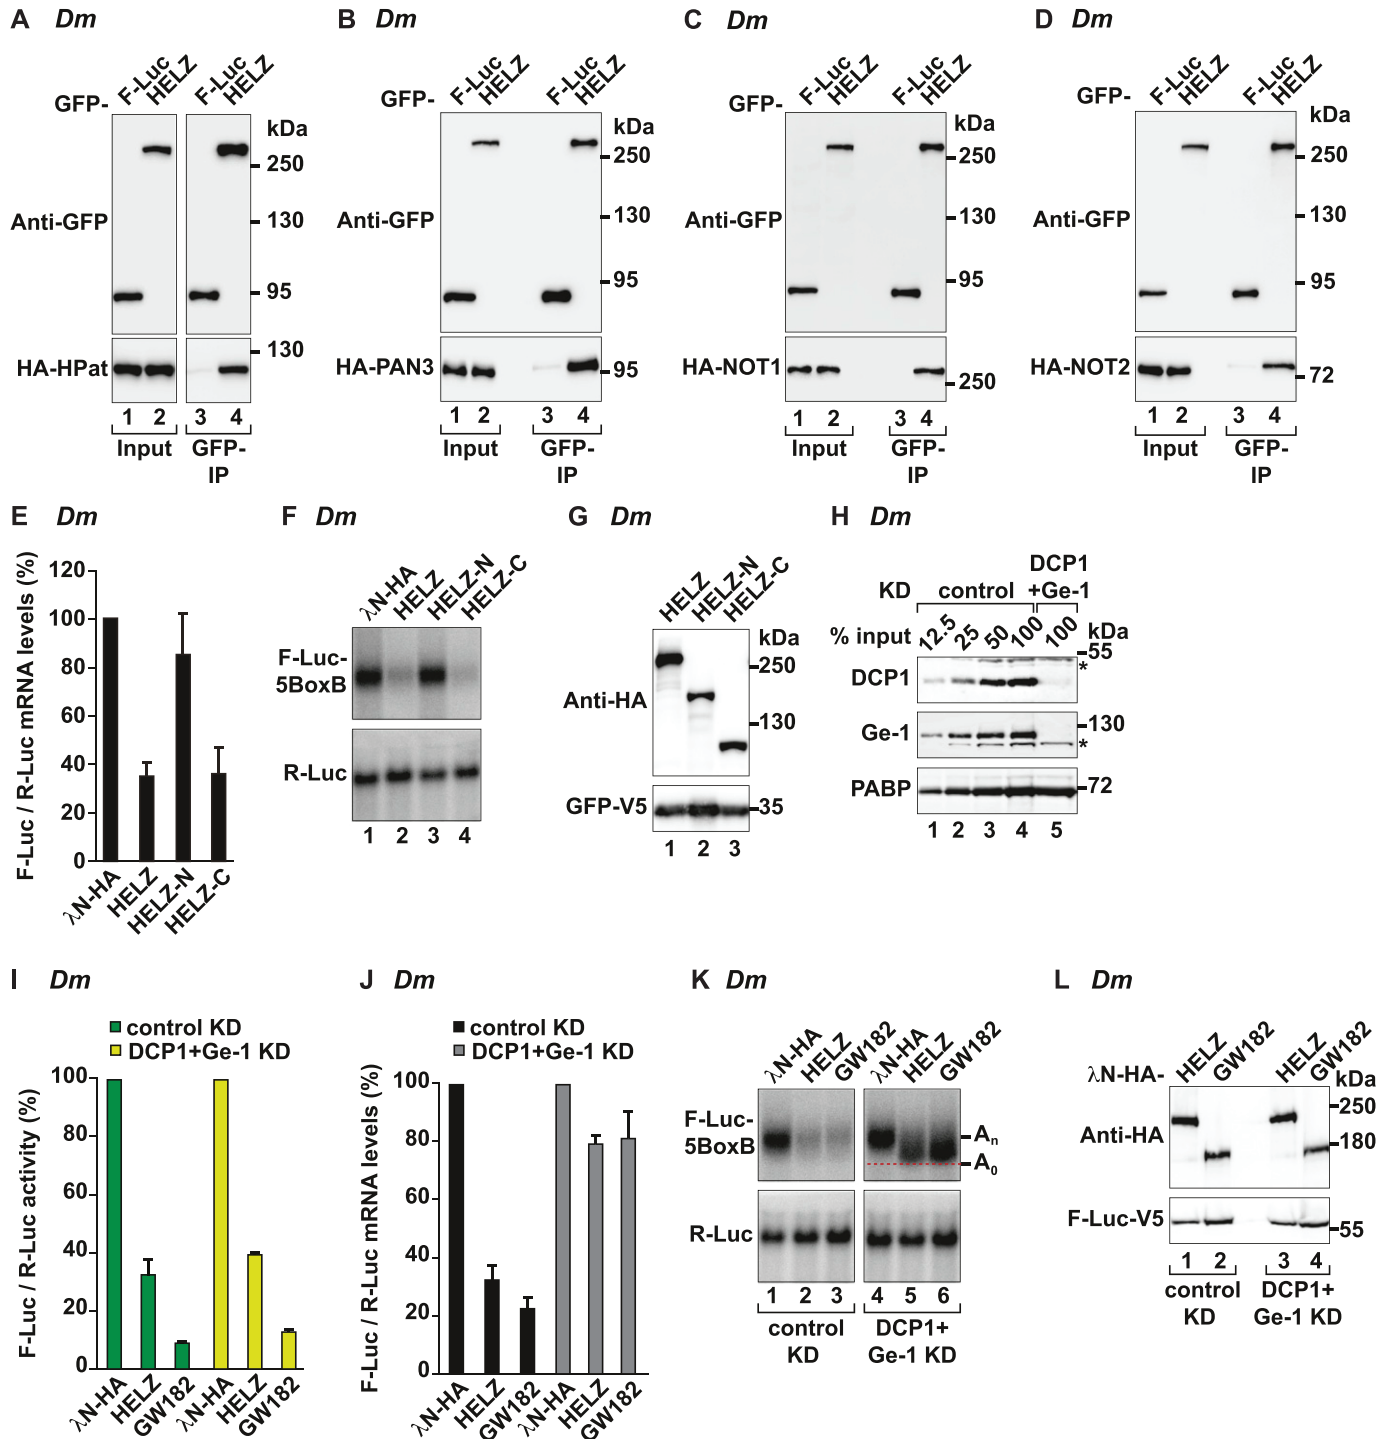 A Dm
GFP- F-Luc HELZ F-Luc HELZ
kDa
250
130
95
Anti-GFP
130
HA-HPat
1 2 3 4
Input GFP-
IP
B Dm
GFP- F-Luc HELZ F-Luc HELZ
kDa
250
130
95
Anti-GFP
HA-PAN3
95
1 2 3 4
Input GFP-
IP
C Dm
GFP- F-Luc HELZ F-Luc HELZ
kDa
250
130
95
Anti-GFP
HA-NOT1
250
1 2 3 4
Input GFP-
IP
D Dm
GFP- F-Luc HELZ F-Luc HELZ
kDa
250
130
95
Anti-GFP
HA-NOT2
72
1 2 3 4
Input GFP-
IP
E Dm
F-Luc / R-Luc mRNA levels (%)
120
100
80
60
40
20
0
λN-HA HELZ HELZ-N HELZ-C
F Dm
λN-HA HELZ HELZ-N HELZ-C
F-Luc-
5BoxB
R-Luc
1 2 3 4
G Dm
HELZ HELZ-N HELZ-C
kDa
250
Anti-HA
130
GFP-V5 35
1 2 3
H Dm
DCP1
KD control +Ge-1
% input 12.5 25 50 100 100 kDa
55
*
DCP1
130
Ge-1
*
PABP 72
1 2 3 4 5
I Dm
control KD
DCP1+Ge-1 KD
F-Luc / R-Luc activity (%)
100
80
60
40
20
0
λN-HA HELZ GW182 λN-HA HELZ GW182
J Dm
control KD
DCP1+Ge-1 KD
F-Luc / R-Luc mRNA levels (%)
100
80
60
40
20
0
λN-HA HELZ GW182 λN-HA HELZ GW182
K Dm
λN-HA HELZ GW182 λN-HA HELZ GW182
F-Luc-
5BoxB
An
A0
R-Luc
1 2 3 4 5 6
control DCP1+
KD Ge-1 KD
L Dm
λN-HA- HELZ GW182 HELZ GW182
kDa
250
Anti-HA
180
F-Luc-V5
55
1 2 3 4
control DCP1+
KD Ge-1 KD